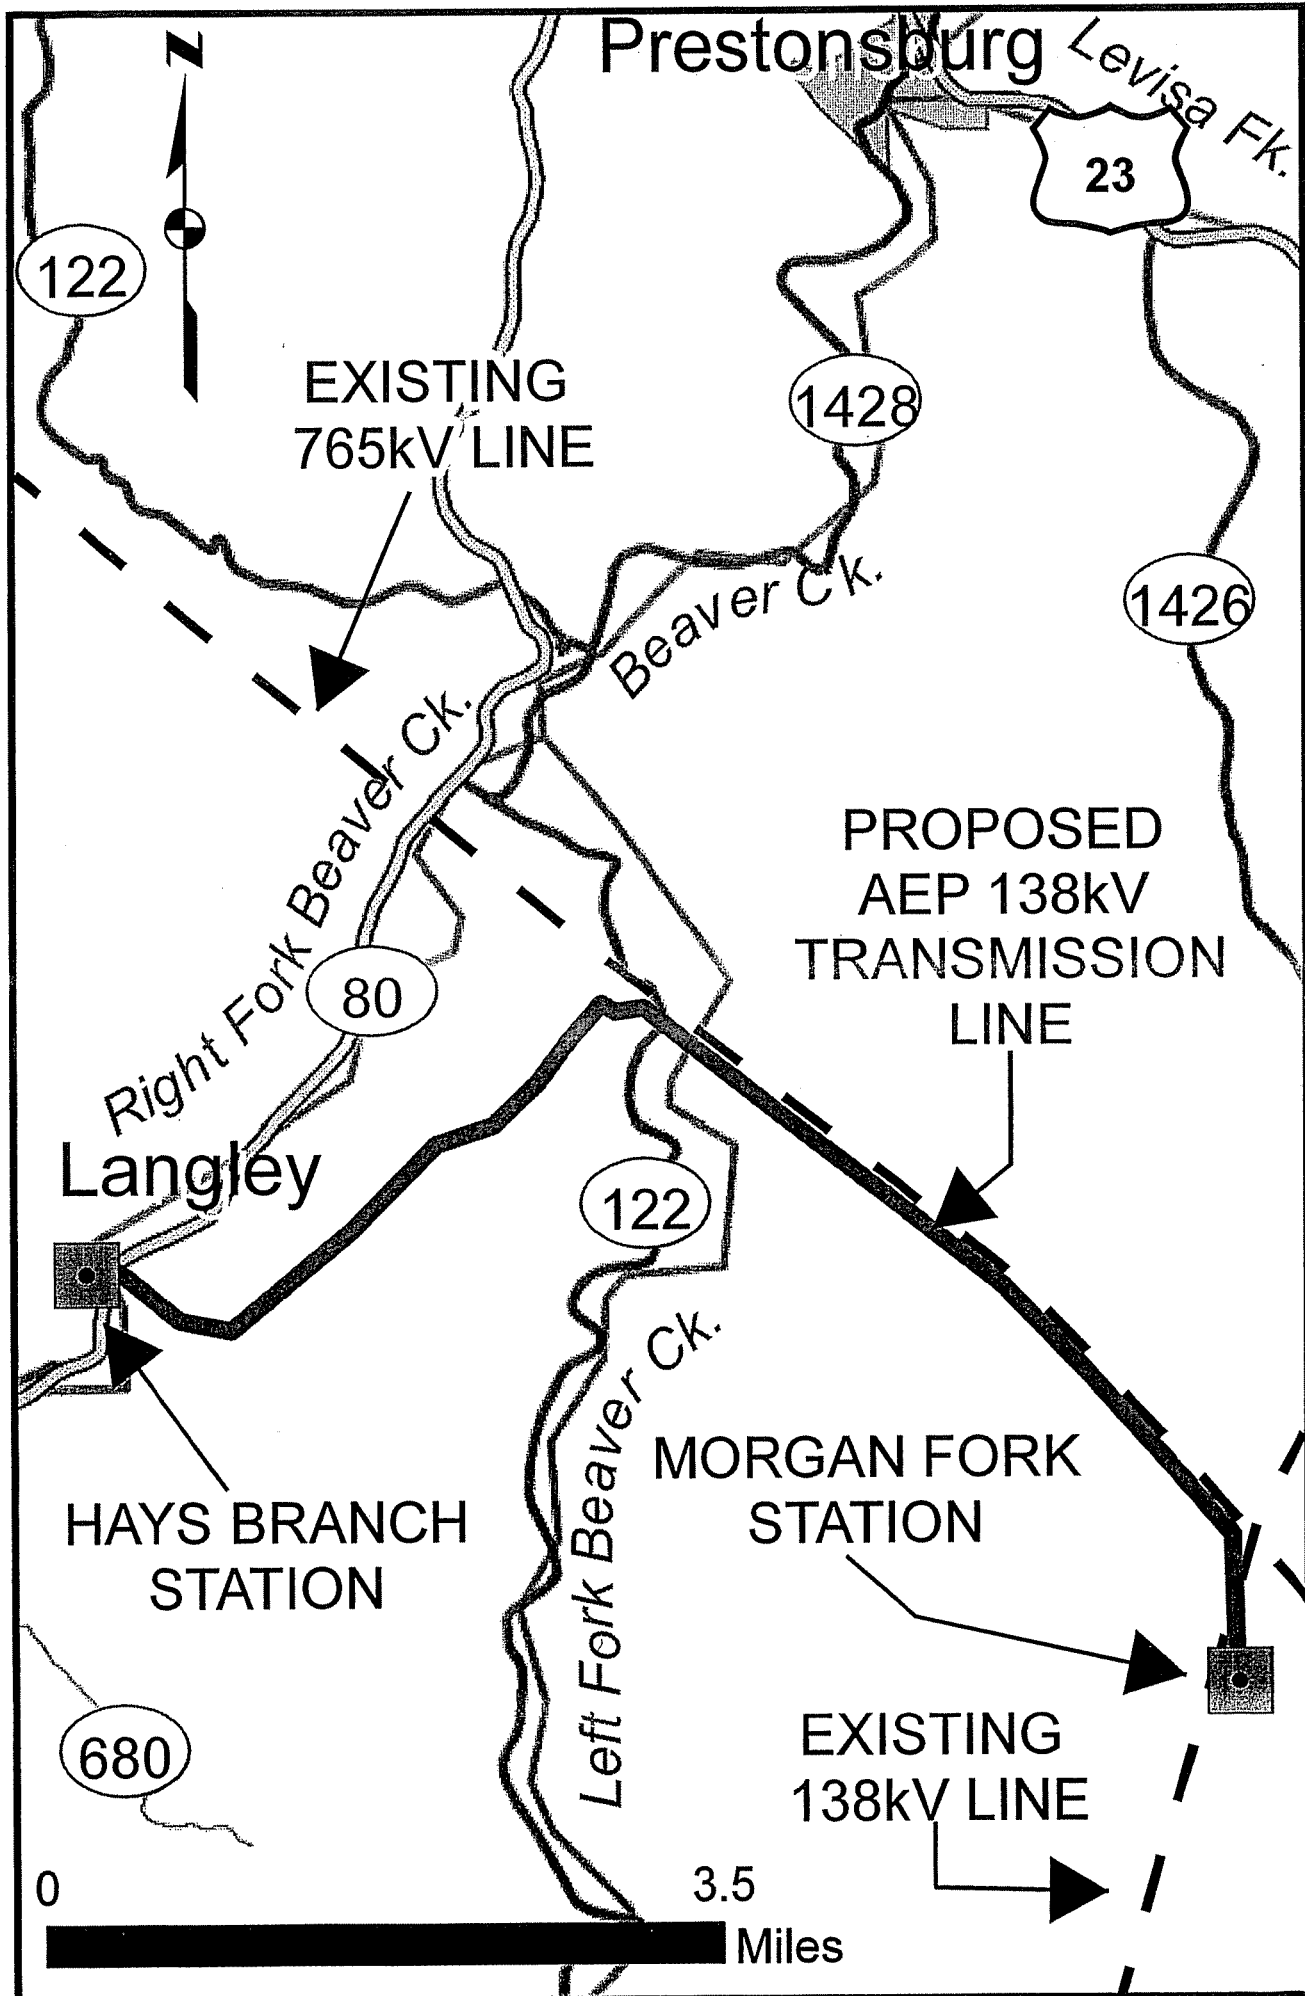 N
Prestonsburg
Levisa Fk.
23
122
EXISTING
765kV LINE
1428
Beaver Ck.
1426
Right Fork Beaver Ck.
PROPOSED
AEP 138kV
TRANSMISSION
LINE
80
Langley
122
Left Fork Beaver Ck.
HAYS BRANCH
STATION
MORGAN FORK
STATION
680
EXISTING
138kV LINE
0
3.5
Miles